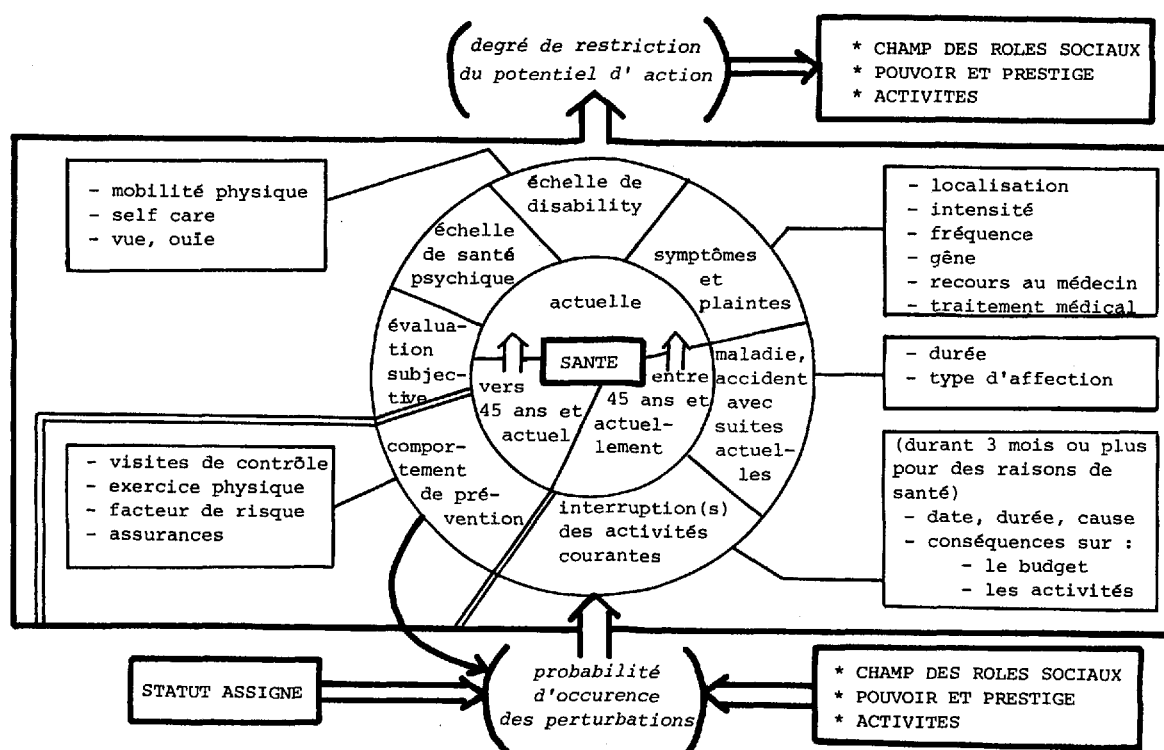 degré de restriction
du potentiel d' action
* CHAMP DES ROLES SOCIAUX
* POUVOIR ET PRESTIGE
* ACTIVITES
- mobilité physique
- self care
- vue, ouïe
échelle de
disability
échelle
de santé
psychique
symptômes
et
plaintes
- localisation
- intensité
- fréquence
- gêne
- recours au médecin
- traitement médical
actuelle
évalua-
tion
subjec-
tive
SANTE
vers
45 ans et
actuel
entre
45 ans et
actuel-
lement
maladie,
accident
avec
suites
actuel-
les
- durée
- type d'affection
- visites de contrôle
- exercice physique
- facteur de risque
- assurances
compor-
tement
de pré-
vention
interruption(s)
des activités
courantes
(durant 3 mois ou plus
pour des raisons de
santé)
- date, durée, cause
- conséquences sur :
- le budget
- les activités
STATUT ASSIGNE
probabilité
d'occurence
des perturbations
* CHAMP DES ROLES SOCIAUX
* POUVOIR ET PRESTIGE
* ACTIVITES